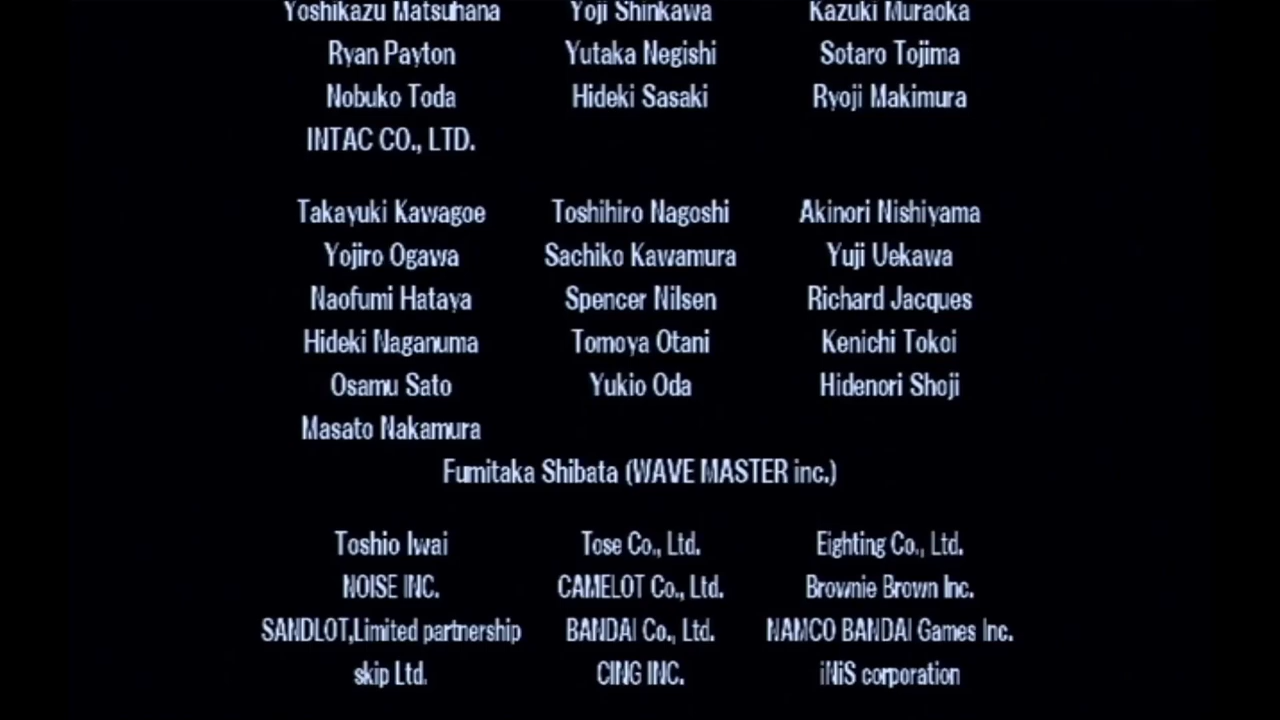 Yoshikazu Matsuhana Yoji Shinkawa Kazuki Muraoka
Ryan Payton Yutaka Negishi Sotaro Tojima
Nobuko Toda Hideki Sasaki Ryoji Makimura
INTAC CO., LTD.
Takayuki Kawagoe Toshihiro Nagoshi Akinori Nishiyama
Yojiro Ogawa Sachiko Kawamura Yuji Uekawa
Naofumi Hataya Spencer Nilsen Richard Jacques
Hideki Naganuma Tomoya Otani Kenichi Tokoi
Osamu Sato Yukio Oda Hidenori Shoji
Masato Nakamura
Fumitaka Shibata (WAVE MASTER inc.)
Toshio Iwai Tose Co., Ltd. Eighting Co., Ltd.
NOISE INC. CAMELOT Co., Ltd. Brownie Brown Inc.
SANDLOT,Limited partnership BANDAI Co., Ltd. NAMCO BANDAI Games Inc.
skip Ltd. CING INC. iNiS corporation